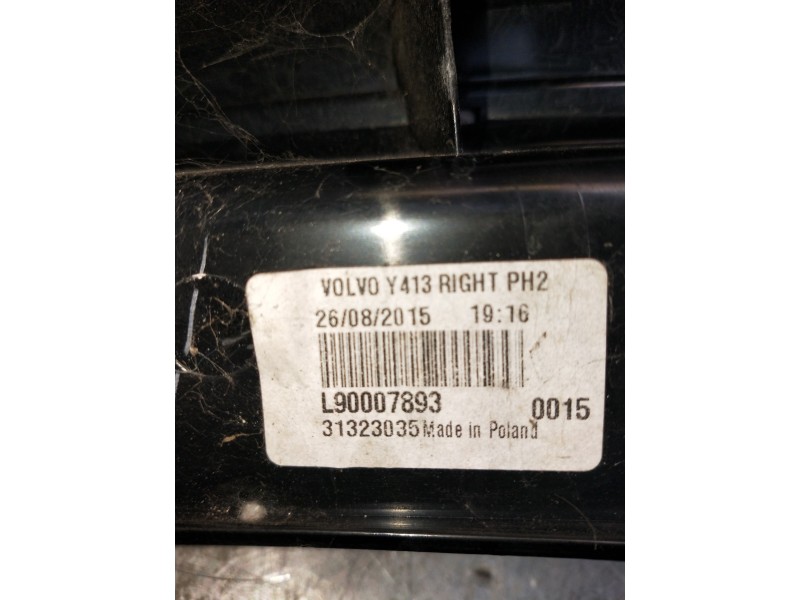 VOLVO Y413 RIGHT PH2
26/08/2015 19:16
L90007893 0015
31323035 Made in Poland